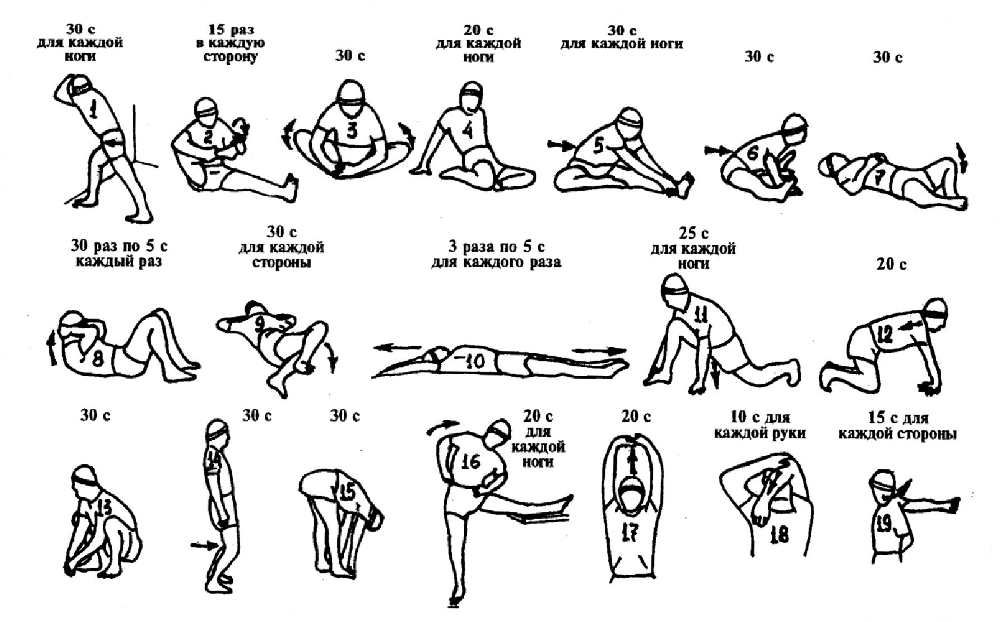 30 с
для каждой
ноги
15 раз
в каждую
сторону
30 с
20 с
для каждой
ноги
30 с
для каждой ноги
30 с
30 с
1
2
3
4
5
6
7
30 раз по 5 с
каждый раз
30 с
для каждой
стороны
3 раза по 5 с
для каждого раза
25 с
для каждой
ноги
20 с
8
9
10
11
12
30 с
30 с
30 с
20 с
для
каждой
ноги
20 с
10 с для
каждой руки
15 с для
каждой стороны
13
14
15
16
17
18
19